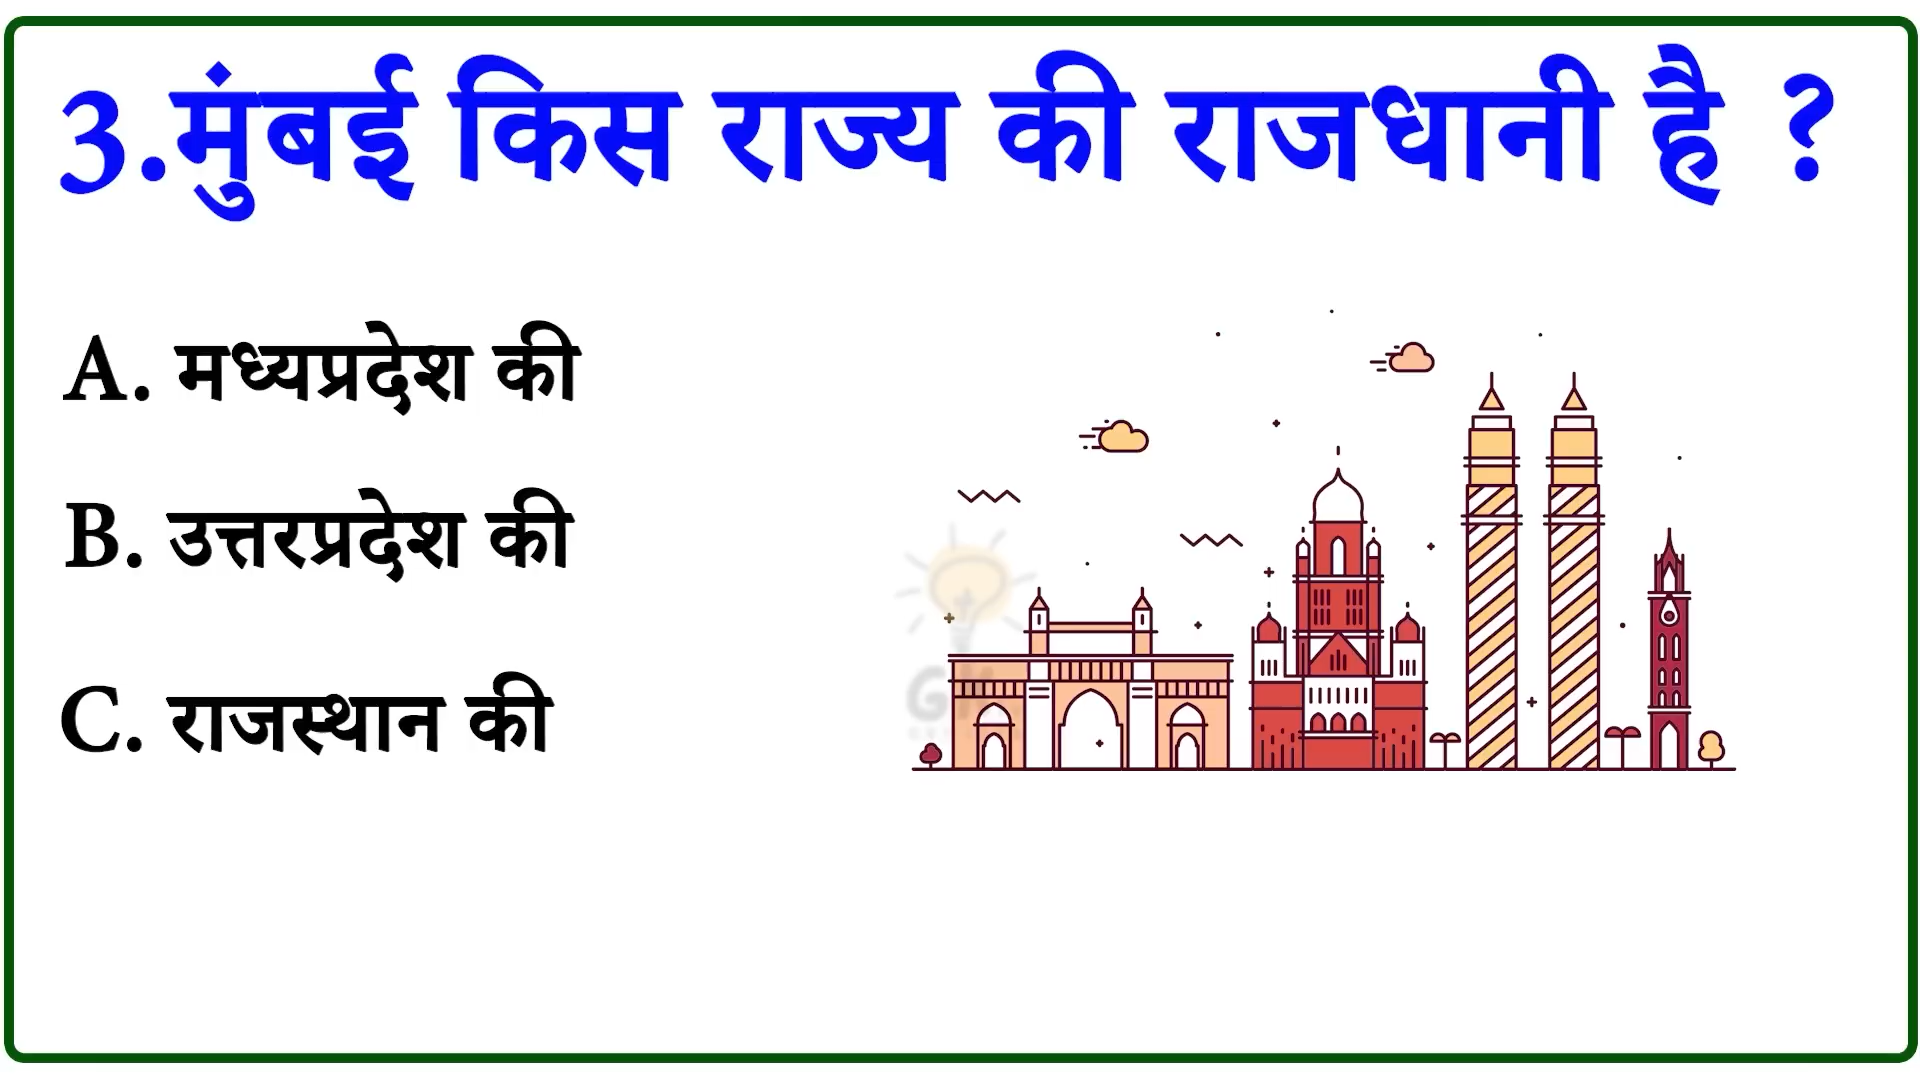 3.मुंबई किस राज्य की राजधानी है ?
A. मध्यप्रदेश की
B. उत्तरप्रदेश की
C. राजस्थान की